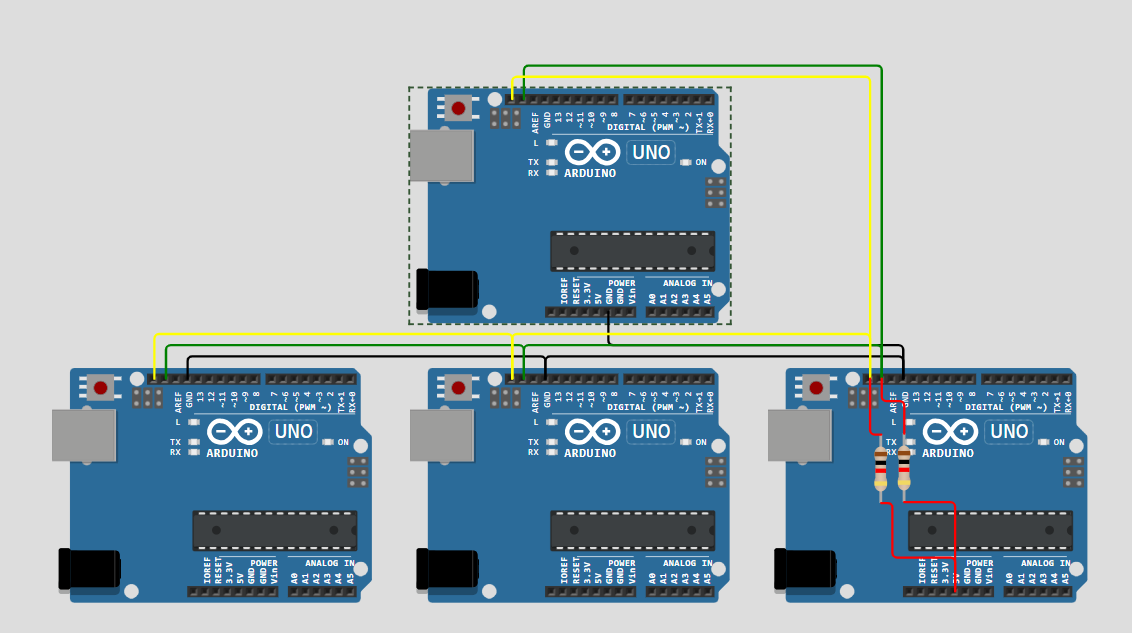 AREF GND 13 12 ~11 ~10 ~9 8 7 ~6 ~5 4 ~3 2 TX→1 RX←0
DIGITAL (PWM ~)
L
TX
RX
UNO
ON
ARDUINO
IOREF RESET 3.3V 5V GND GND Vin
POWER
ANALOG IN
A0 A1 A2 A3 A4 A5
AREF GND 13 12 ~11 ~10 ~9 8 7 ~6 ~5 4 ~3 2 TX→1 RX←0
DIGITAL (PWM ~)
L
TX
RX
UNO
ON
ARDUINO
IOREF RESET 3.3V 5V GND GND Vin
POWER
ANALOG IN
A0 A1 A2 A3 A4 A5
AREF GND 13 12 ~11 ~10 ~9 8 7 ~6 ~5 4 ~3 2 TX→1 RX←0
DIGITAL (PWM ~)
L
TX
RX
UNO
ON
ARDUINO
IOREF RESET 3.3V 5V GND GND Vin
POWER
ANALOG IN
A0 A1 A2 A3 A4 A5
AREF GND 13 12 ~11 ~10 ~9 8 7 ~6 ~5 4 ~3 2 TX→1 RX←0
DIGITAL (PWM ~)
L
TX
RX
UNO
ON
ARDUINO
IOREF RESET 3.3V 5V GND GND Vin
POWER
ANALOG IN
A0 A1 A2 A3 A4 A5